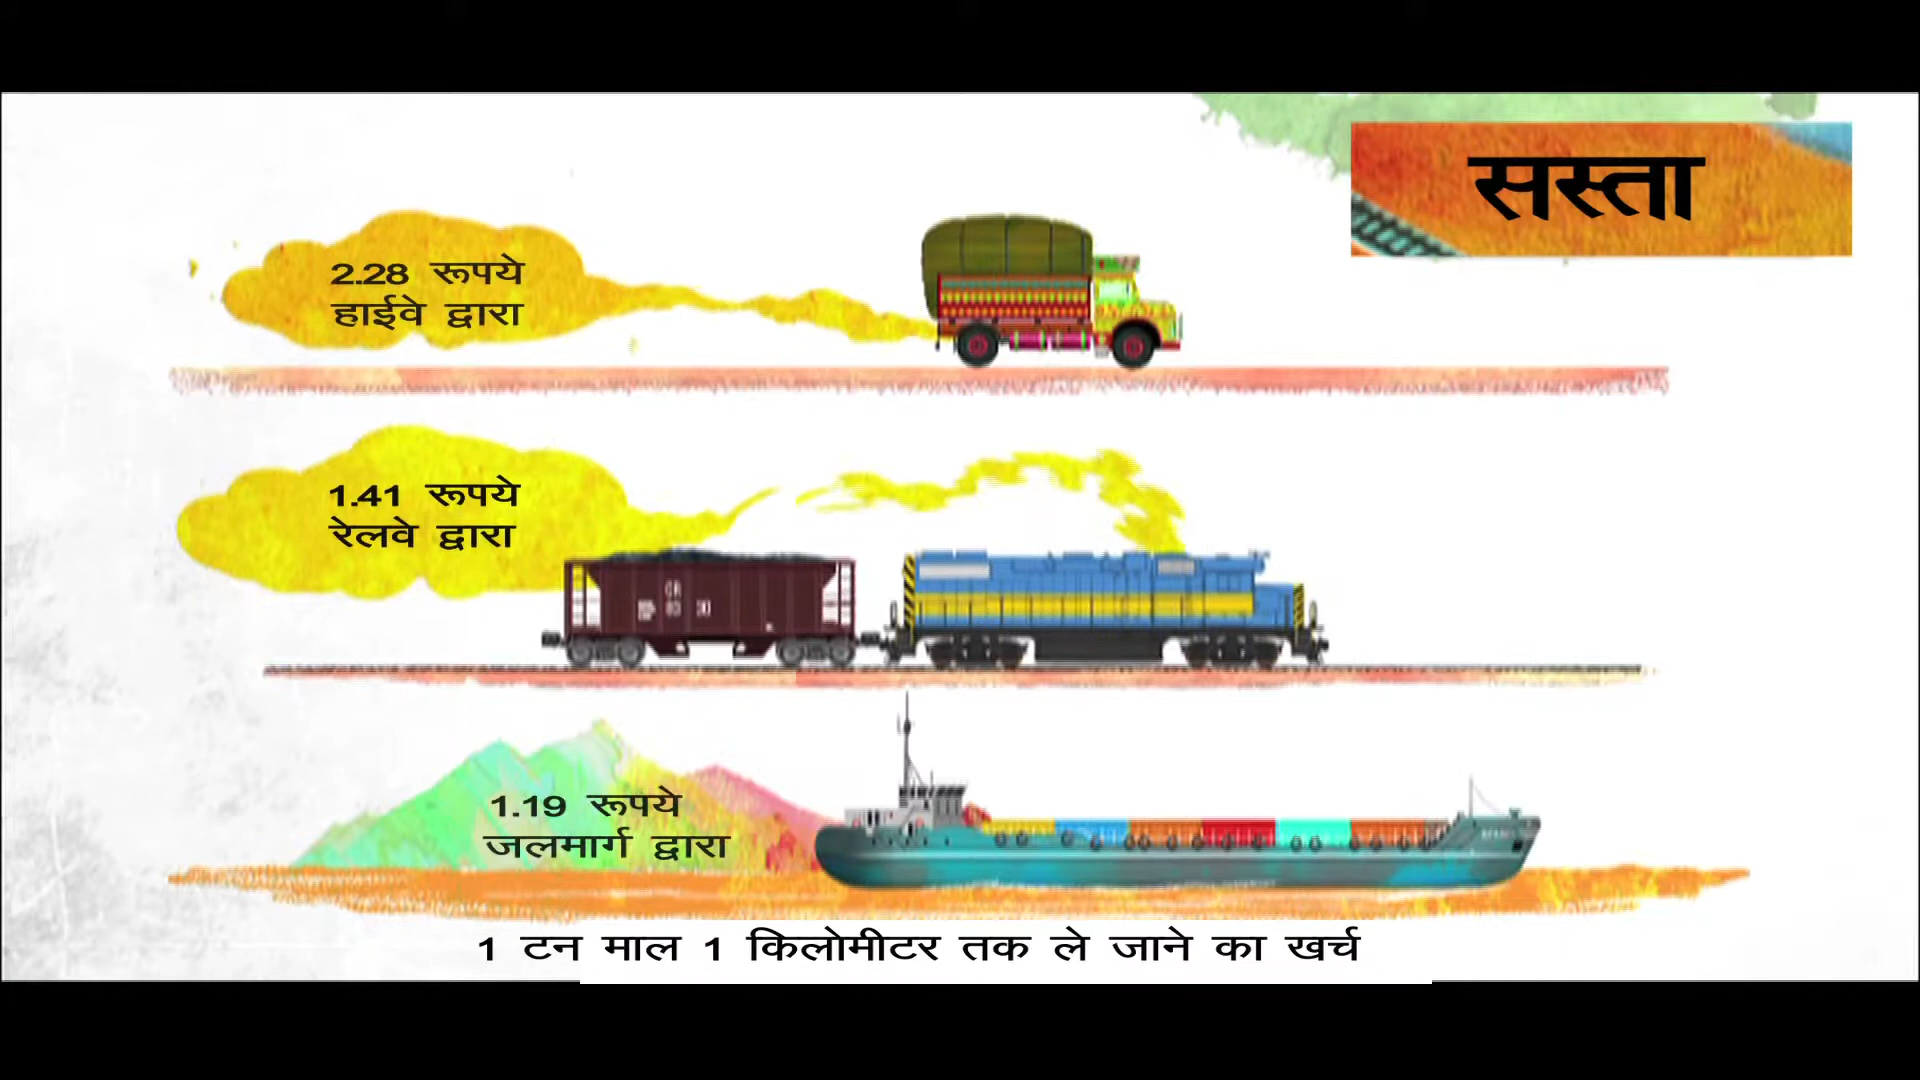 सस्ता
2.28 रूपये
हाईवे द्वारा
1.41 रूपये
रेलवे द्वारा
1.19 रूपये
जलमार्ग द्वारा
1 टन माल 1 किलोमीटर तक ले जाने का खर्च